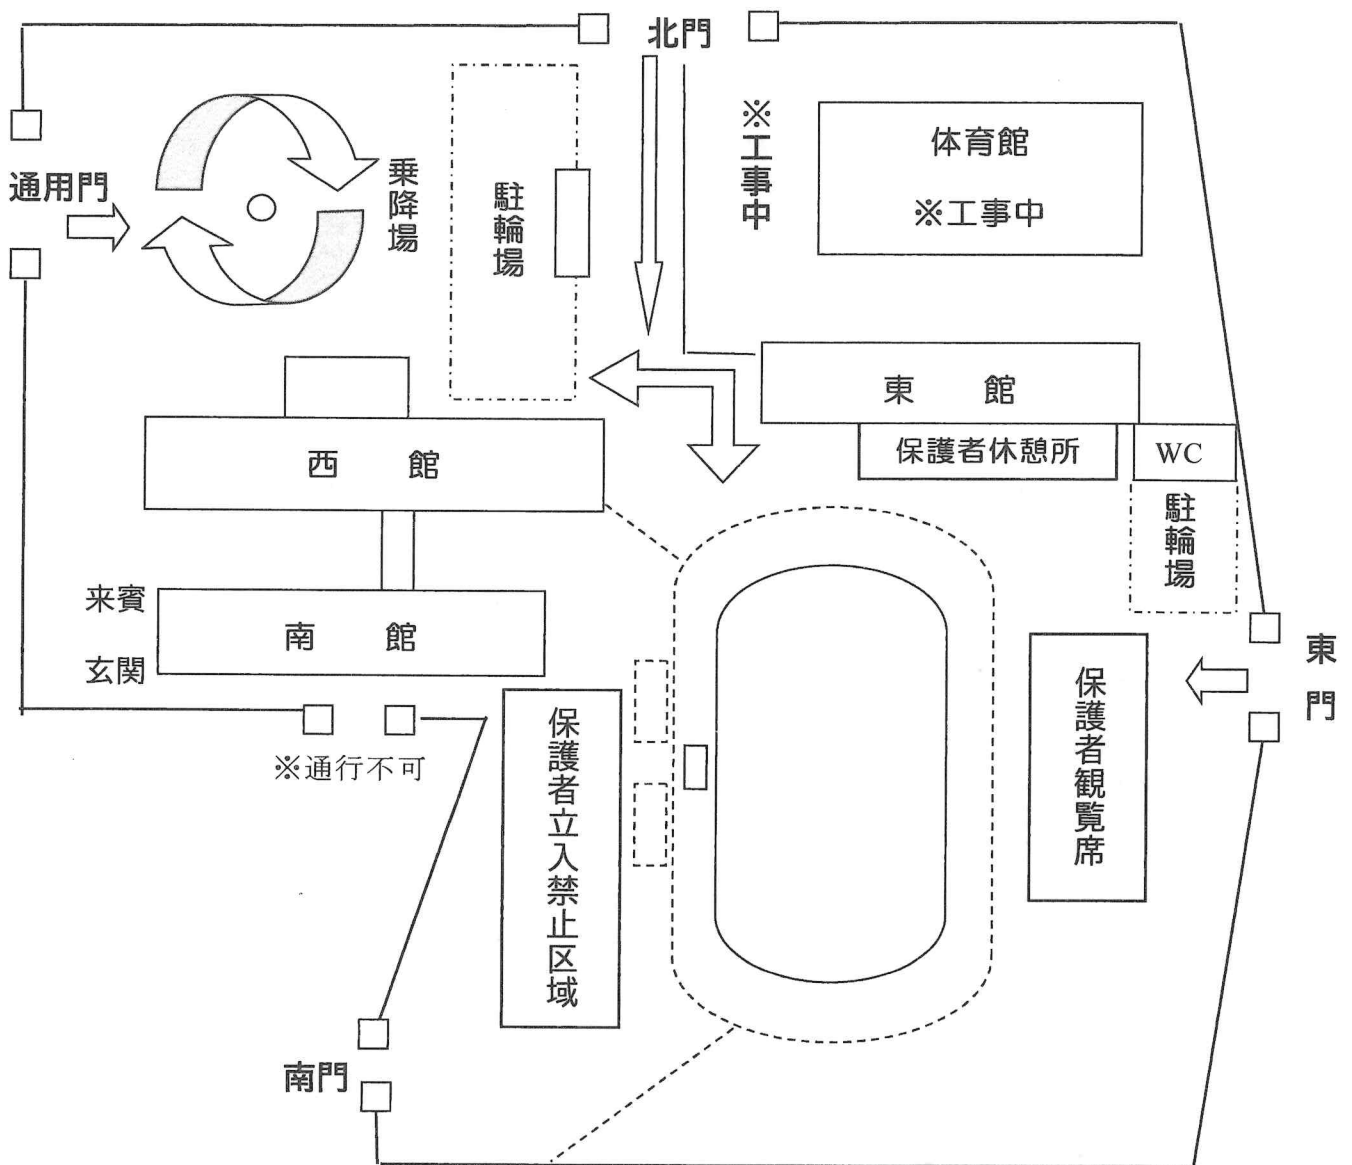 北門
※工事中
体育館
※工事中
通用門
乗降場
駐輪場
東 館
保護者休憩所
WC
駐輪場
西 館
来賓
玄関
南 館
※通行不可
保護者立入禁止区域
保護者観覧席
東門
南門